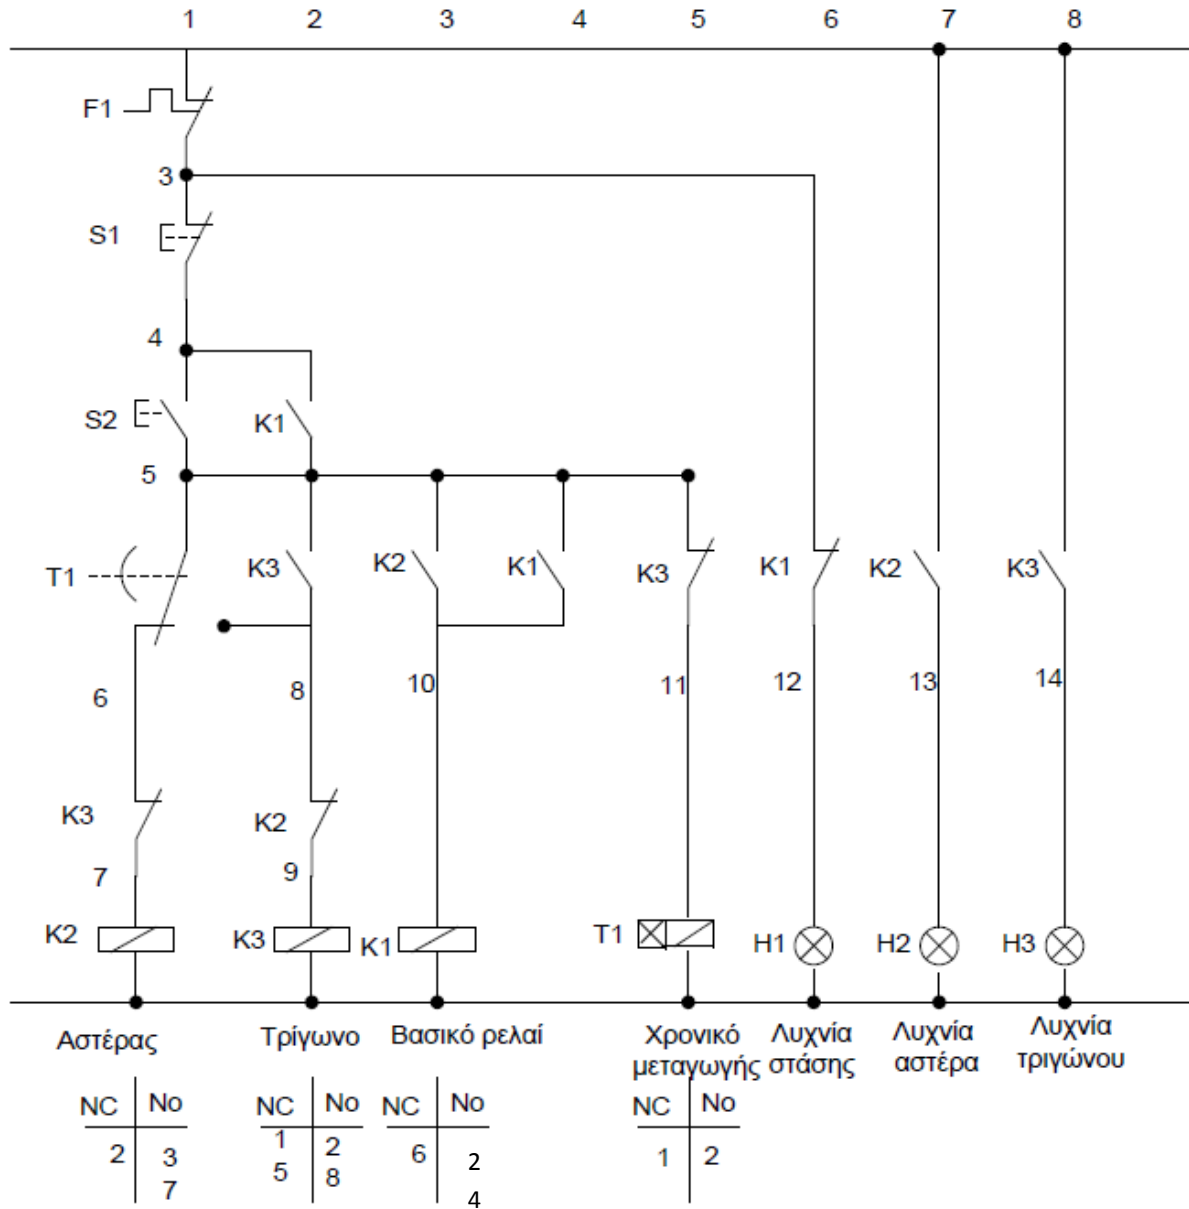 1 2 3 4 5 6 7 8
F1
3
S1
4
S2 K1
5
T1 K3 K2 K1 K3 K1 K2 K3
6 8 10 11 12 13 14
K3 K2
7 9
K2 K3 K1 T1 H1 H2 H3
Αστέρας Τρίγωνο Βασικό ρελαί Χρονικό μεταγωγής Λυχνία στάσης Λυχνία αστέρα Λυχνία τριγώνου
NC No NC No NC No NC No
2 3 1 2 6 2 1 2
7 5 8 4